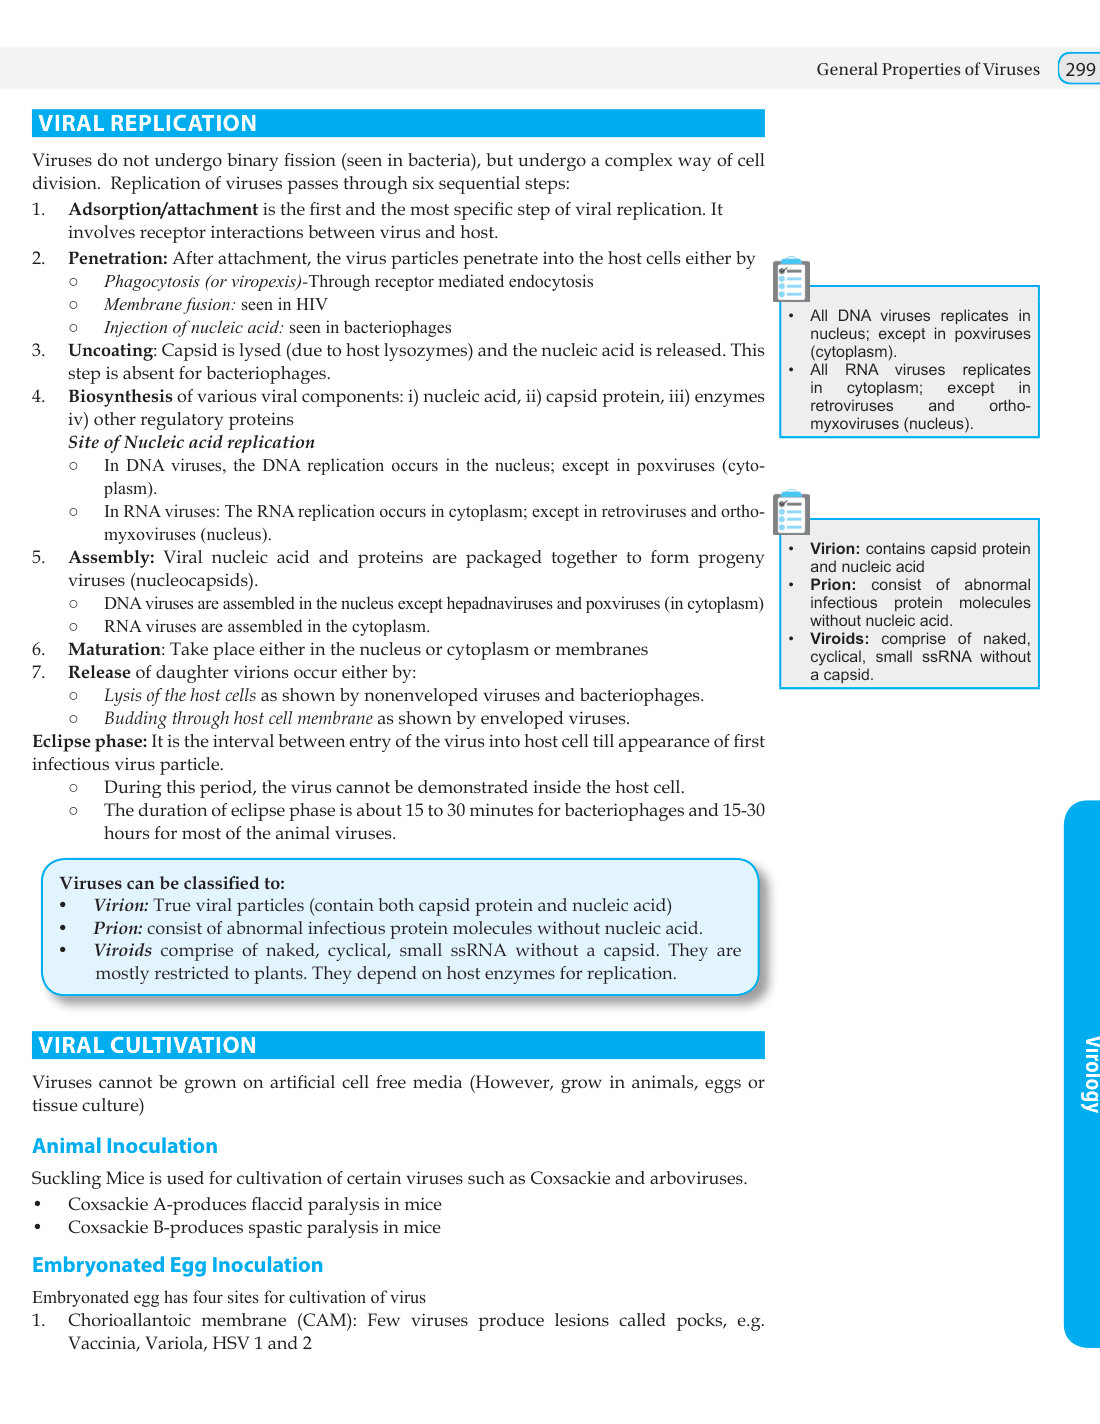 General Properties of Viruses 299
VIRAL REPLICATION
Viruses do not undergo binary fission (seen in bacteria), but undergo a complex way of cell
division. Replication of viruses passes through six sequential steps:
1. Adsorption/attachment is the first and the most specific step of viral replication. It
involves receptor interactions between virus and host.
2. Penetration: After attachment, the virus particles penetrate into the host cells either by
○ Phagocytosis (or viropexis)-Through receptor mediated endocytosis
○ Membrane fusion: seen in HIV
○ Injection of nucleic acid: seen in bacteriophages
3. Uncoating: Capsid is lysed (due to host lysozymes) and the nucleic acid is released. This
step is absent for bacteriophages.
4. Biosynthesis of various viral components: i) nucleic acid, ii) capsid protein, iii) enzymes
iv) other regulatory proteins
Site of Nucleic acid replication
○ In DNA viruses, the DNA replication occurs in the nucleus; except in poxviruses (cyto-
plasm).
○ In RNA viruses: The RNA replication occurs in cytoplasm; except in retroviruses and ortho-
myxoviruses (nucleus).
5. Assembly: Viral nucleic acid and proteins are packaged together to form progeny
viruses (nucleocapsids).
○ DNA viruses are assembled in the nucleus except hepadnaviruses and poxviruses (in cytoplasm)
○ RNA viruses are assembled in the cytoplasm.
6. Maturation: Take place either in the nucleus or cytoplasm or membranes
7. Release of daughter virions occur either by:
○ Lysis of the host cells as shown by nonenveloped viruses and bacteriophages.
○ Budding through host cell membrane as shown by enveloped viruses.
Eclipse phase: It is the interval between entry of the virus into host cell till appearance of first
infectious virus particle.
○ During this period, the virus cannot be demonstrated inside the host cell.
○ The duration of eclipse phase is about 15 to 30 minutes for bacteriophages and 15-30
hours for most of the animal viruses.
Viruses can be classified to:
• Virion: True viral particles (contain both capsid protein and nucleic acid)
• Prion: consist of abnormal infectious protein molecules without nucleic acid.
• Viroids comprise of naked, cyclical, small ssRNA without a capsid. They are
mostly restricted to plants. They depend on host enzymes for replication.
VIRAL CULTIVATION
Viruses cannot be grown on artificial cell free media (However, grow in animals, eggs or
tissue culture)
Animal Inoculation
Suckling Mice is used for cultivation of certain viruses such as Coxsackie and arboviruses.
• Coxsackie A-produces flaccid paralysis in mice
• Coxsackie B-produces spastic paralysis in mice
Embryonated Egg Inoculation
Embryonated egg has four sites for cultivation of virus
1. Chorioallantoic membrane (CAM): Few viruses produce lesions called pocks, e.g.
Vaccinia, Variola, HSV 1 and 2
• All DNA viruses replicates in
nucleus; except in poxviruses
(cytoplasm).
• All RNA viruses replicates
in cytoplasm; except in
retroviruses and ortho-
myxoviruses (nucleus).
• Virion: contains capsid protein
and nucleic acid
• Prion: consist of abnormal
infectious protein molecules
without nucleic acid.
• Viroids: comprise of naked,
cyclical, small ssRNA without
a capsid.
Virology